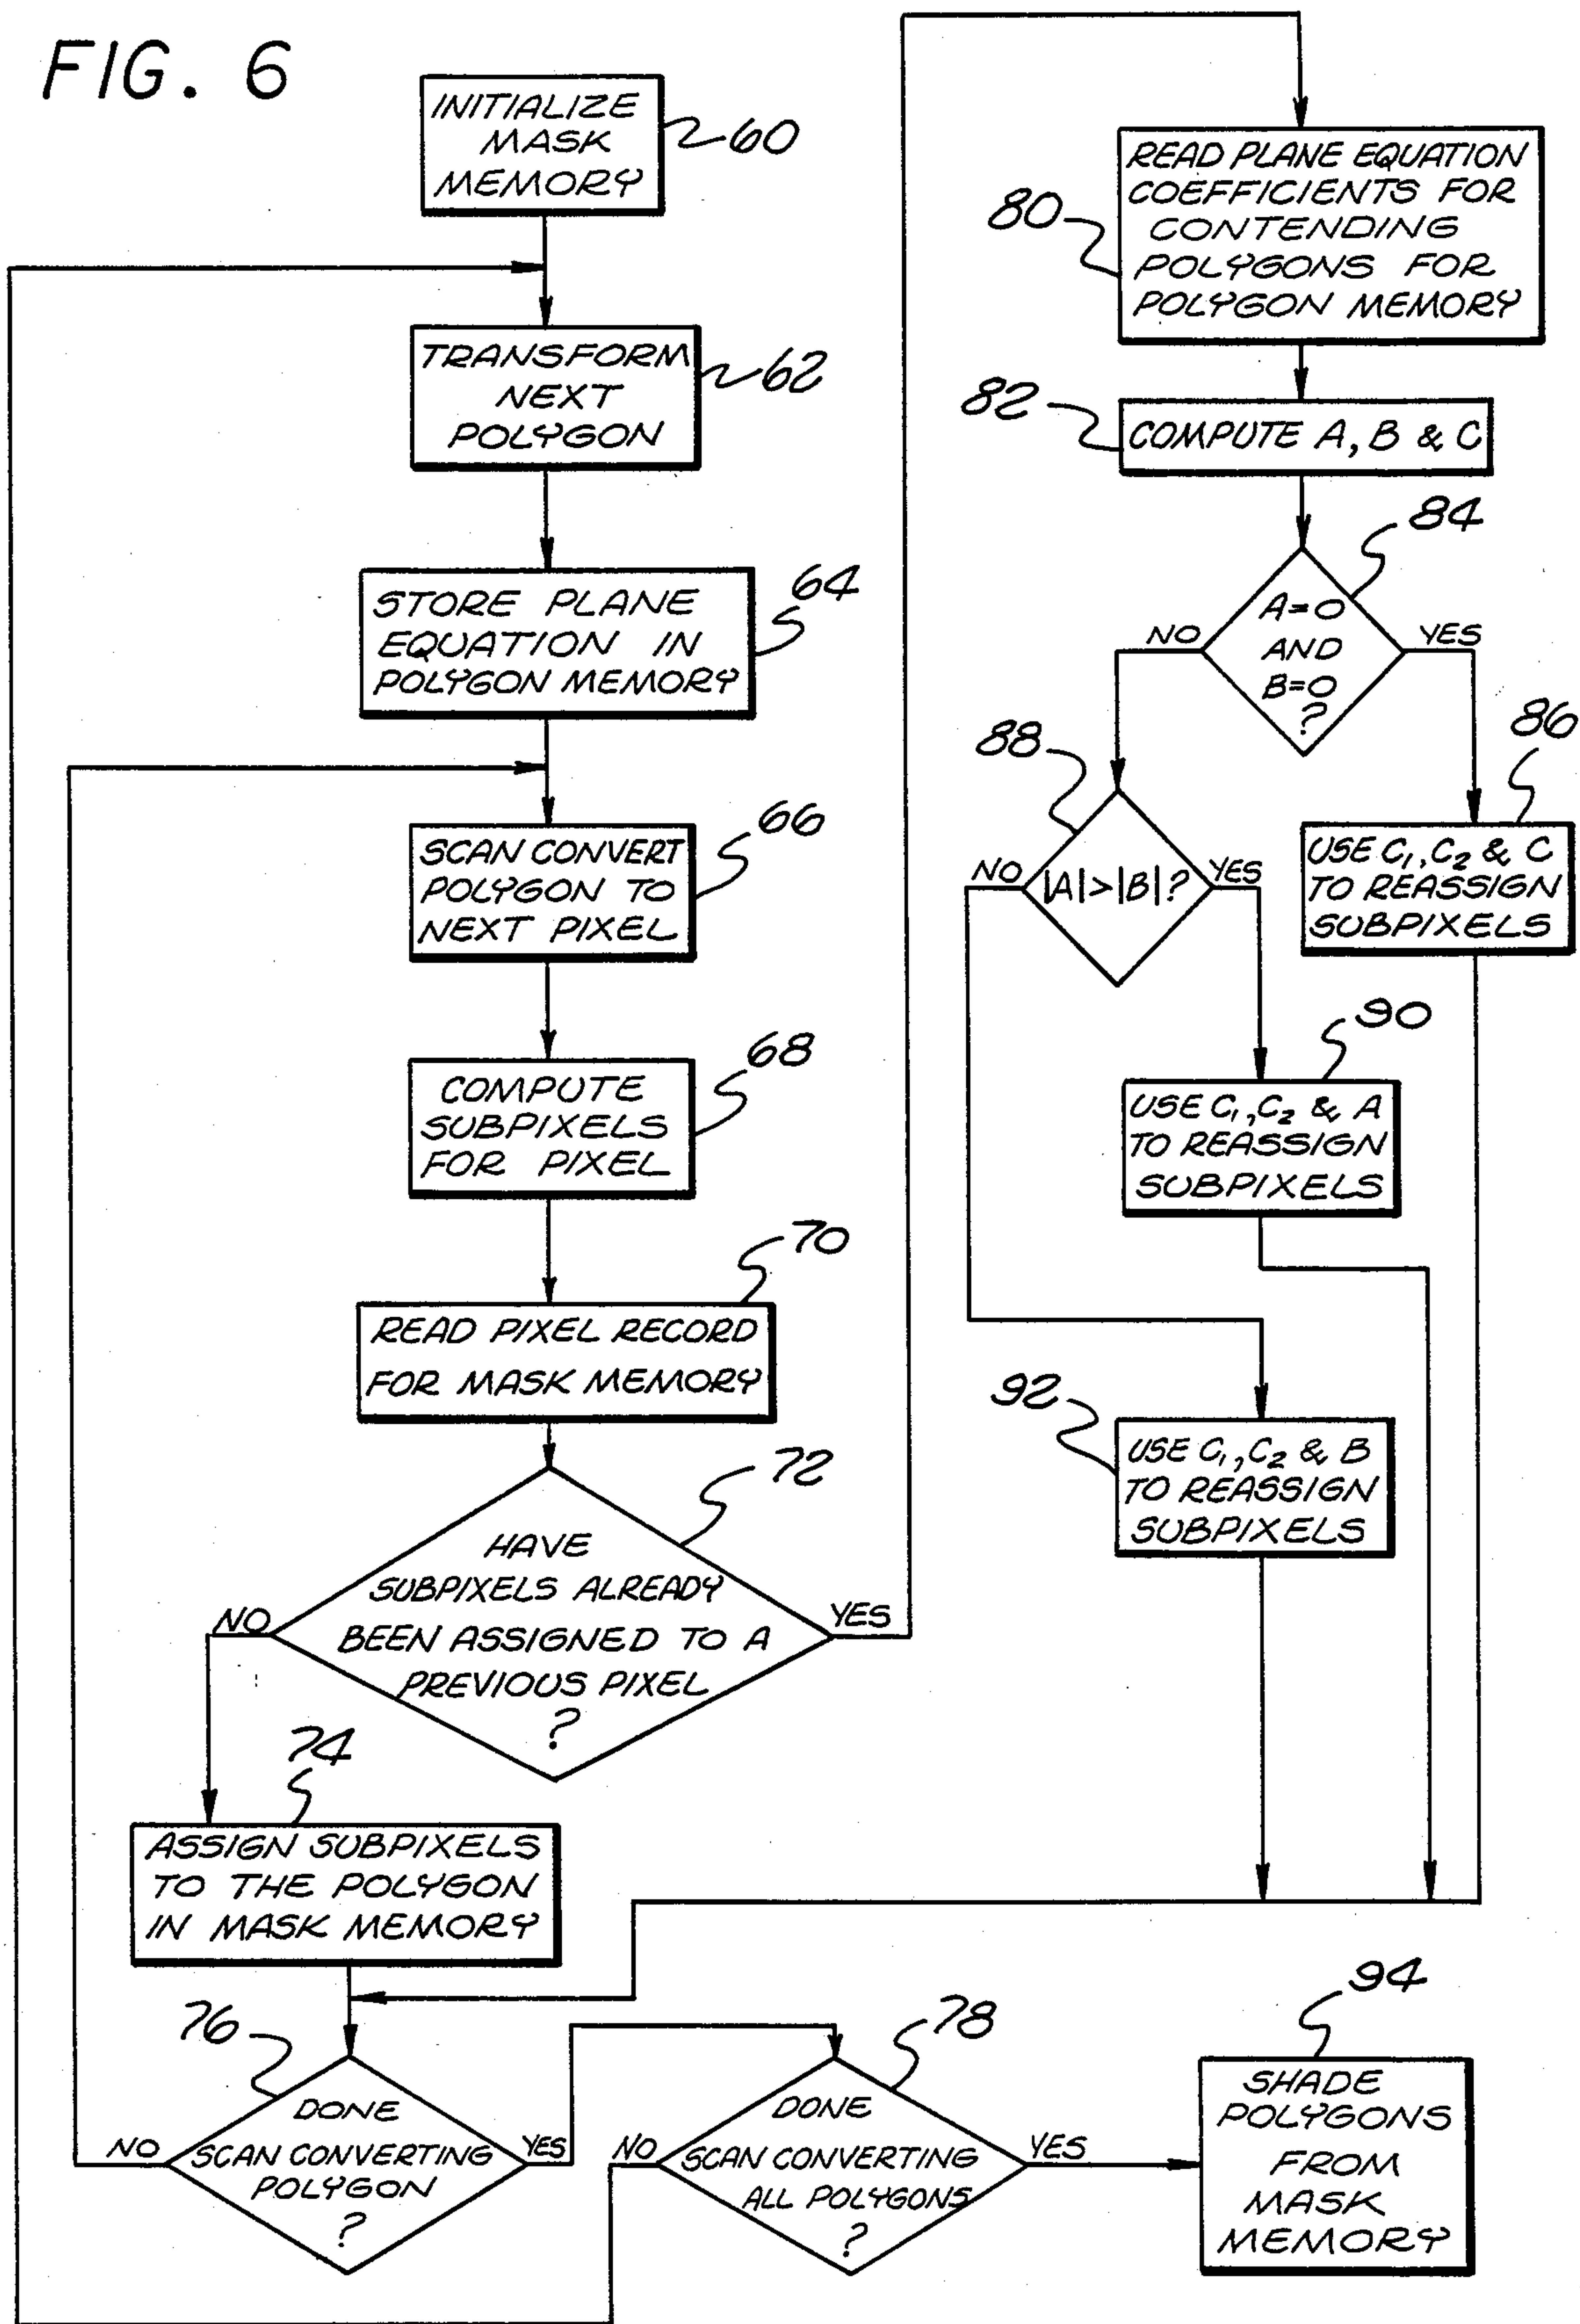 FIG. 6
INITIALIZE
MASK
MEMORY
60
TRANSFORM
NEXT
POLYGON
62
STORE PLANE
EQUATION IN
POLYGON MEMORY
64
SCAN CONVERT
POLYGON TO
NEXT PIXEL
66
COMPUTE
SUBPIXELS
FOR PIXEL
68
READ PIXEL RECORD
FOR MASK MEMORY
70
HAVE
SUBPIXELS ALREADY
BEEN ASSIGNED TO A
PREVIOUS PIXEL
?
72
NO
YES
74
ASSIGN SUBPIXELS
TO THE POLYGON
IN MASK MEMORY
76
DONE
SCAN CONVERTING
POLYGON
?
NO
YES
78
DONE
SCAN CONVERTING
ALL POLYGONS
?
NO
YES
80
READ PLANE EQUATION
COEFFICIENTS FOR
CONTENDING
POLYGONS FOR
POLYGON MEMORY
82
COMPUTE A, B & C
84
A=0
AND
B=0
?
NO
YES
86
USE C₁, C₂ & C
TO REASSIGN
SUBPIXELS
88
|A|>|B|?
NO
YES
90
USE C₁, C₂ & A
TO REASSIGN
SUBPIXELS
92
USE C₁, C₂ & B
TO REASSIGN
SUBPIXELS
94
SHADE
POLYGONS
FROM
MASK
MEMORY